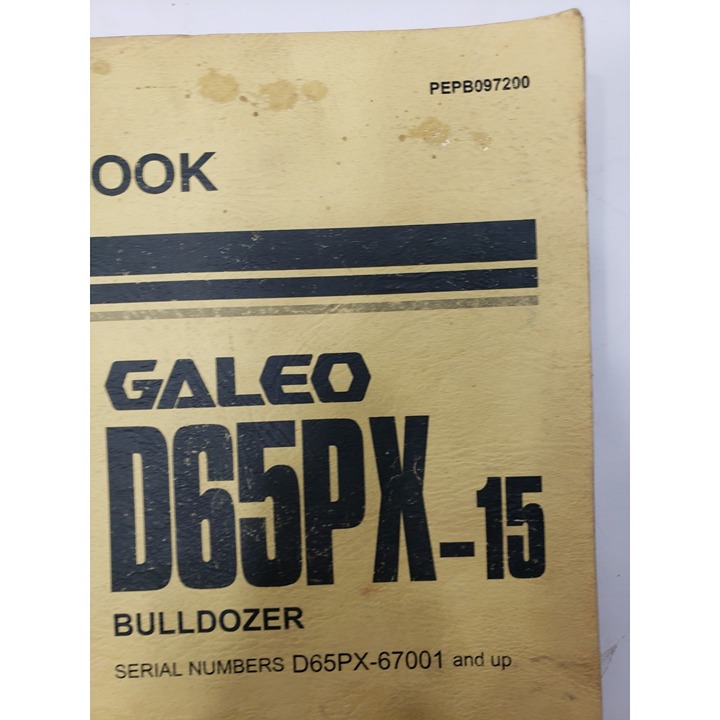 PEPB097200
OOK
GALEO
D65PX-15
BULLDOZER
SERIAL NUMBERS D65PX-67001 and up